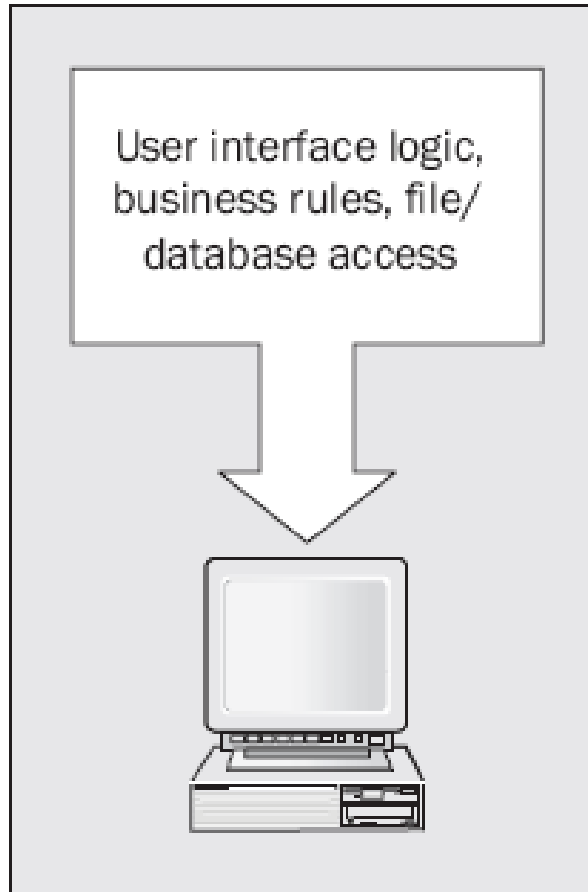 User interface logic,
business rules, file/
database access